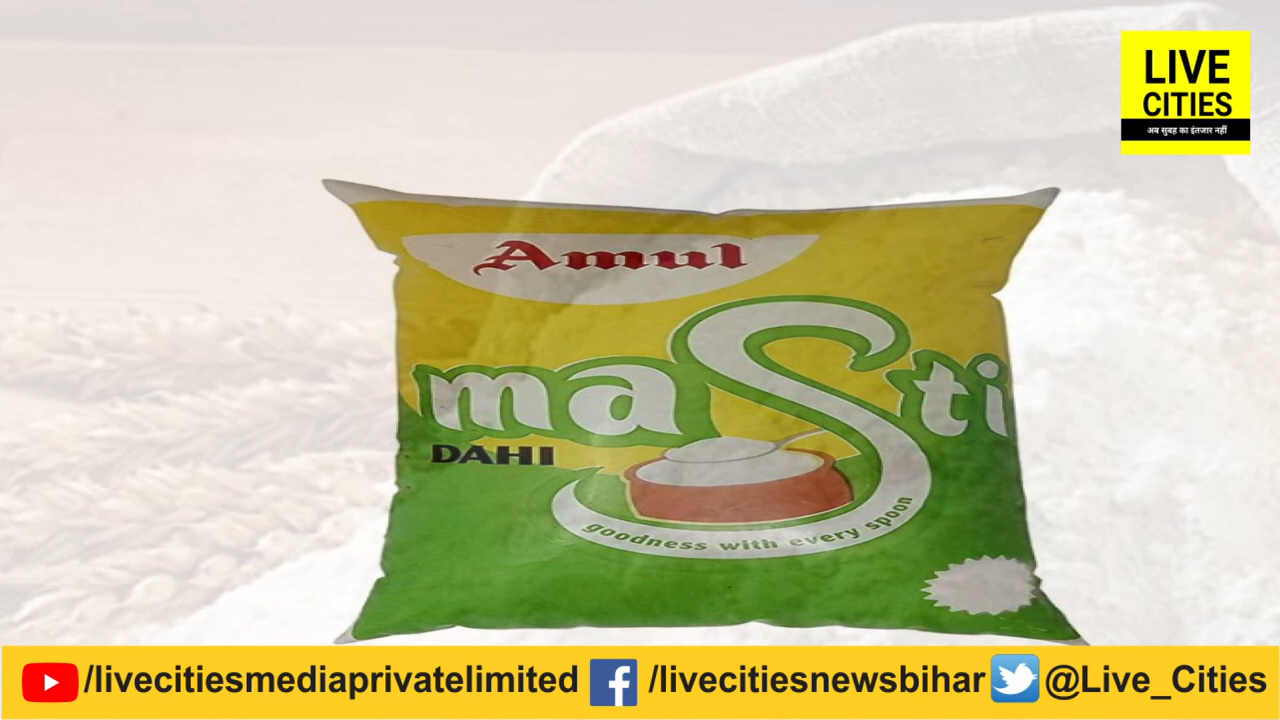 LIVE
CITIES
अब सुबह का इंतजार नहीं
Amul
maSti
DAHI
goodness with every spoon
/livecitiesmediaprivatelimited /livecitiesnewsbihar @Live_Cities